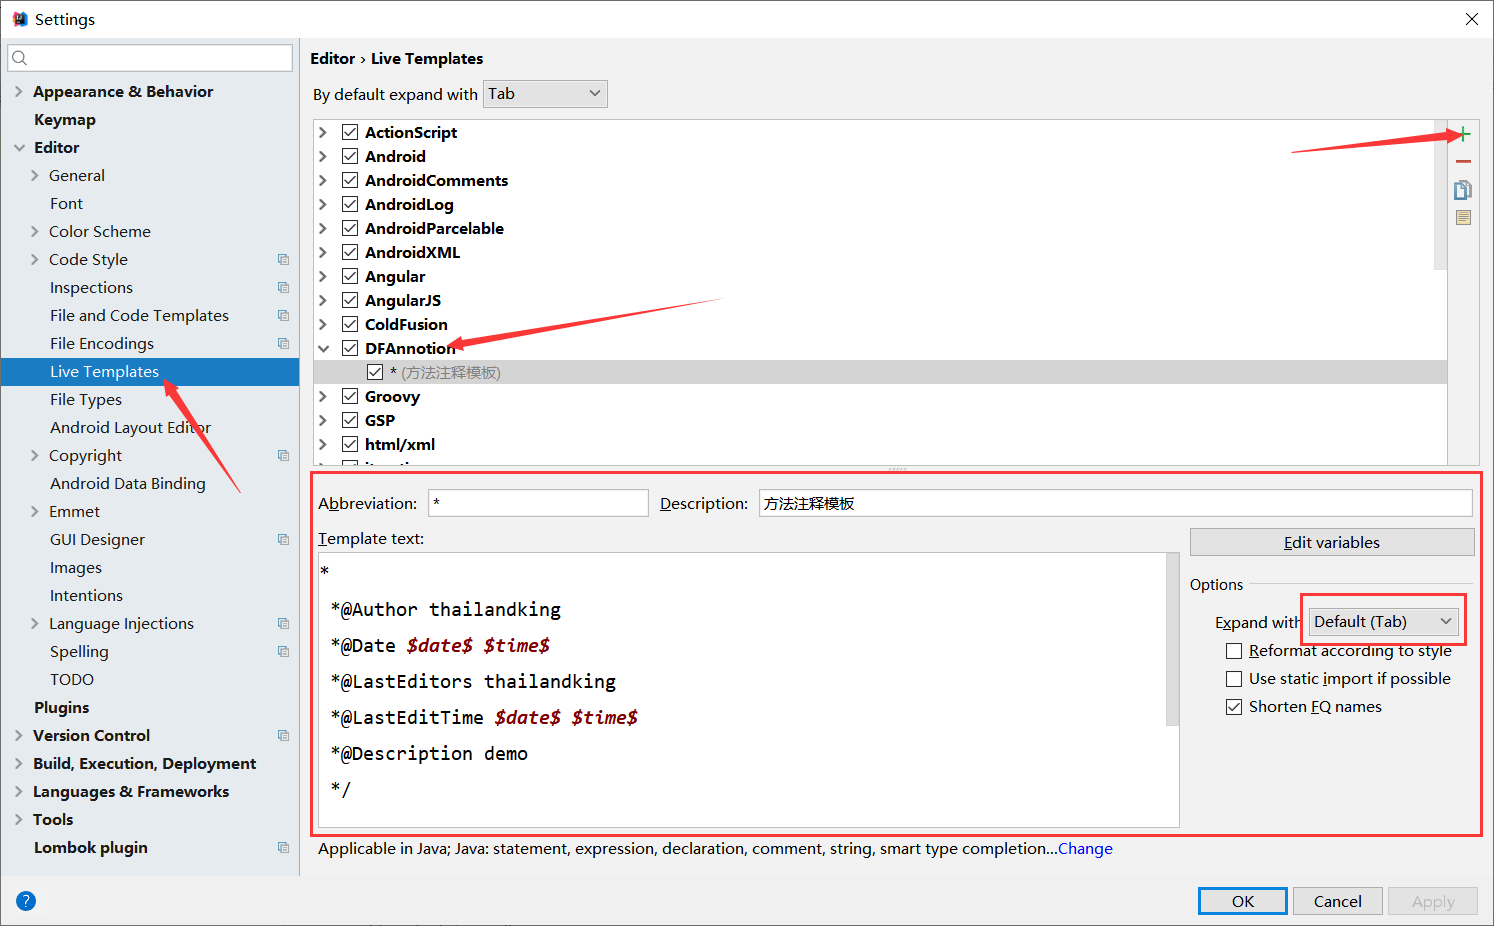 Settings
Appearance & Behavior
Keymap
Editor
General
Font
Color Scheme
Code Style
Inspections
File and Code Templates
File Encodings
Live Templates
File Types
Android Layout Editor
Copyright
Android Data Binding
Emmet
GUI Designer
Images
Intentions
Language Injections
Spelling
TODO
Plugins
Version Control
Build, Execution, Deployment
Languages & Frameworks
Tools
Lombok plugin
?
Editor › Live Templates
By default expand with Tab
ActionScript
Android
AndroidComments
AndroidLog
AndroidParcelable
AndroidXML
Angular
AngularJS
ColdFusion
DFAnnotion
* (方法注释模板)
Groovy
GSP
html/xml
Abbreviation: * Description: 方法注释模板
Template text:
*
*@Author thailandking
*@Date $date$ $time$
*@LastEditors thailandking
*@LastEditTime $date$ $time$
*@Description demo
*/
Edit variables
Options
Expand with Default (Tab)
Reformat according to style
Use static import if possible
Shorten FQ names
Applicable in Java; Java: statement, expression, declaration, comment, string, smart type completion...Change
OK Cancel Apply